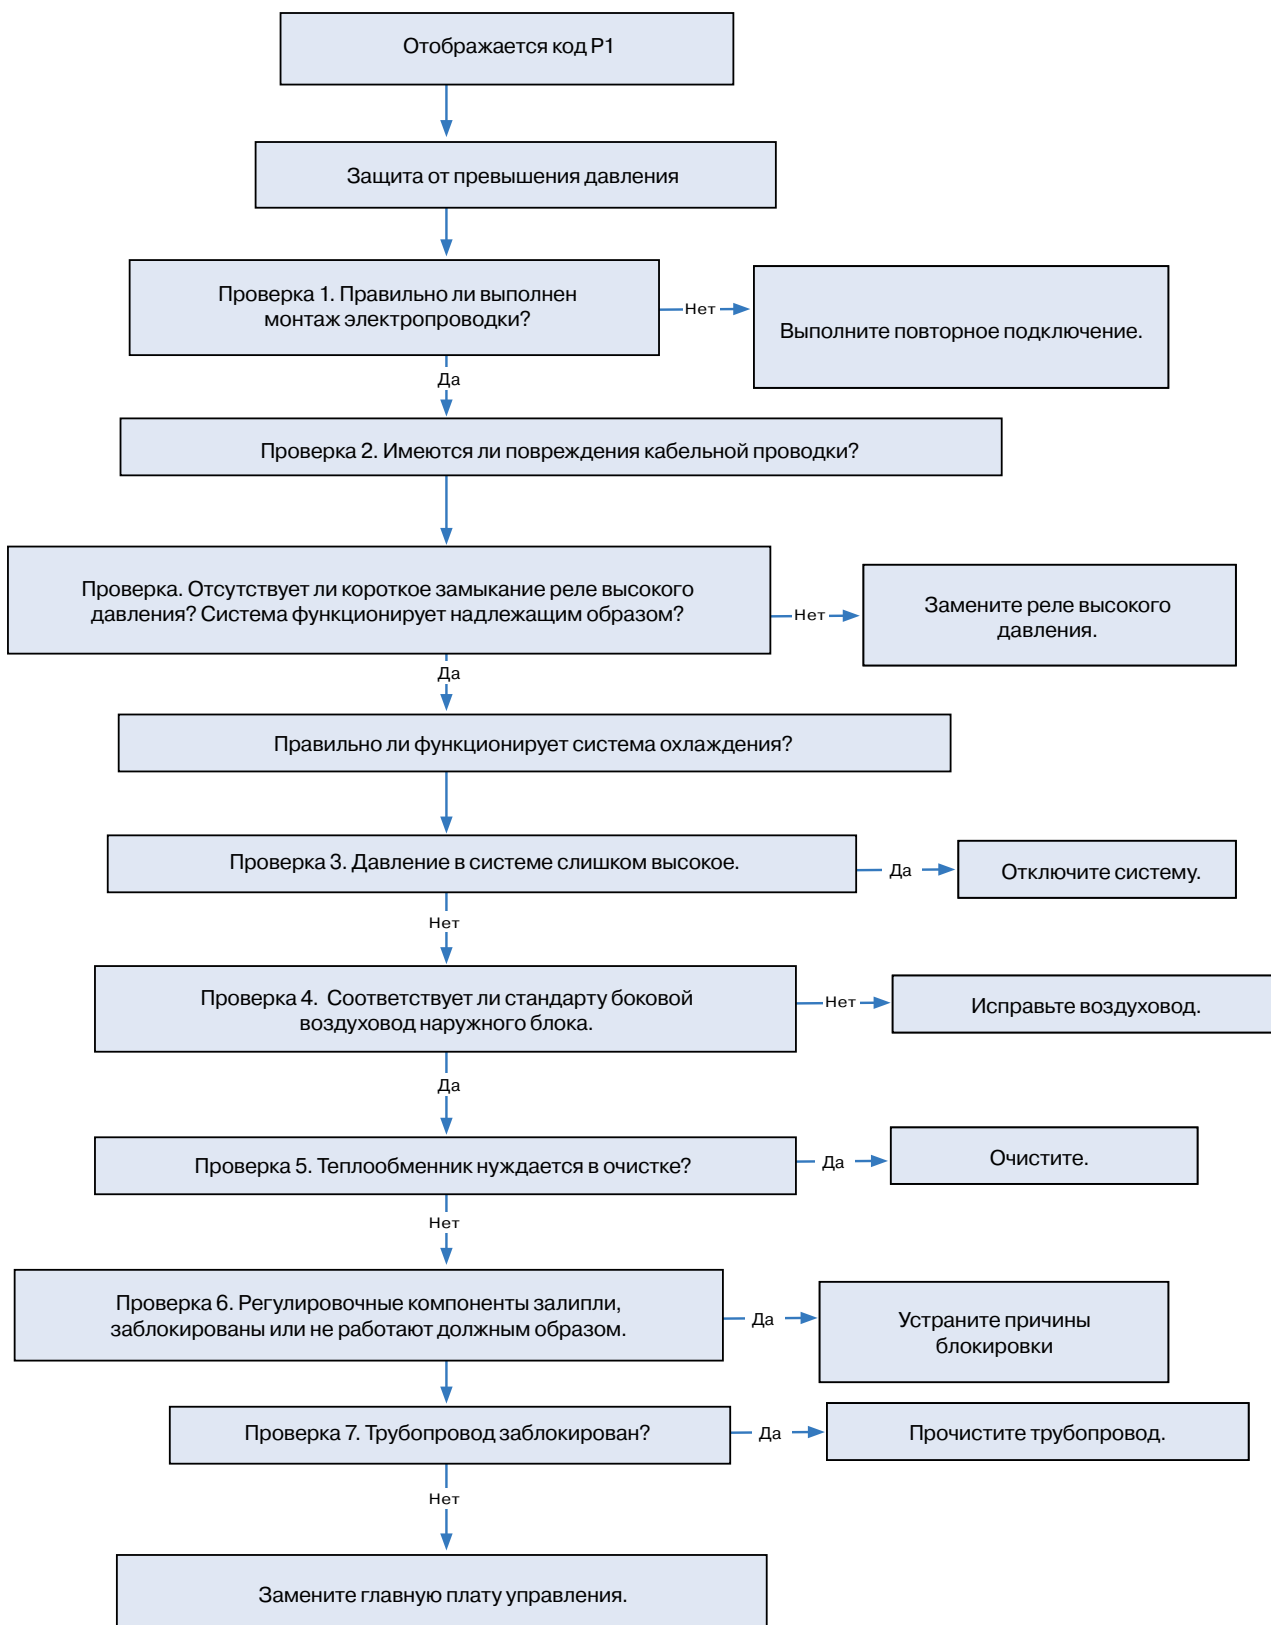 Отображается код P1
Защита от превышения давления
Проверка 1. Правильно ли выполнен
монтаж электропроводки?
Нет
Выполните повторное подключение.
Да
Проверка 2. Имеются ли повреждения кабельной проводки?
Проверка. Отсутствует ли короткое замыкание реле высокого
давления? Система функционирует надлежащим образом?
Нет
Замените реле высокого
давления.
Да
Правильно ли функционирует система охлаждения?
Проверка 3. Давление в системе слишком высокое.
Да
Отключите систему.
Нет
Проверка 4. Соответствует ли стандарту боковой
воздуховод наружного блока.
Нет
Исправьте воздуховод.
Да
Проверка 5. Теплообменник нуждается в очистке?
Да
Очистите.
Нет
Проверка 6. Регулировочные компоненты залипли,
заблокированы или не работают должным образом.
Да
Устраните причины
блокировки
Проверка 7. Трубопровод заблокирован?
Да
Прочистите трубопровод.
Нет
Замените главную плату управления.